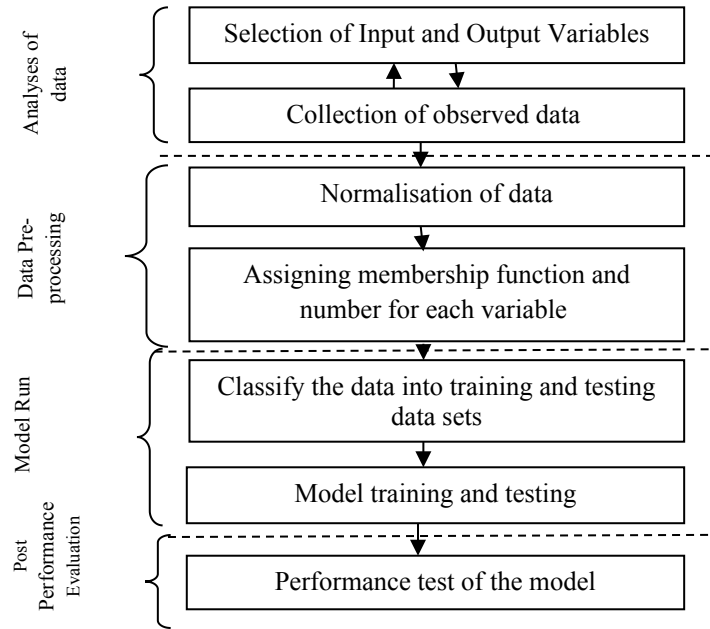 Analyses of
data
Selection of Input and Output Variables
Collection of observed data
Data Pre-
processing
Normalisation of data
Assigning membership function and
number for each variable
Model Run
Classify the data into training and testing
data sets
Model training and testing
Post
Performance
Evaluation
Performance test of the model